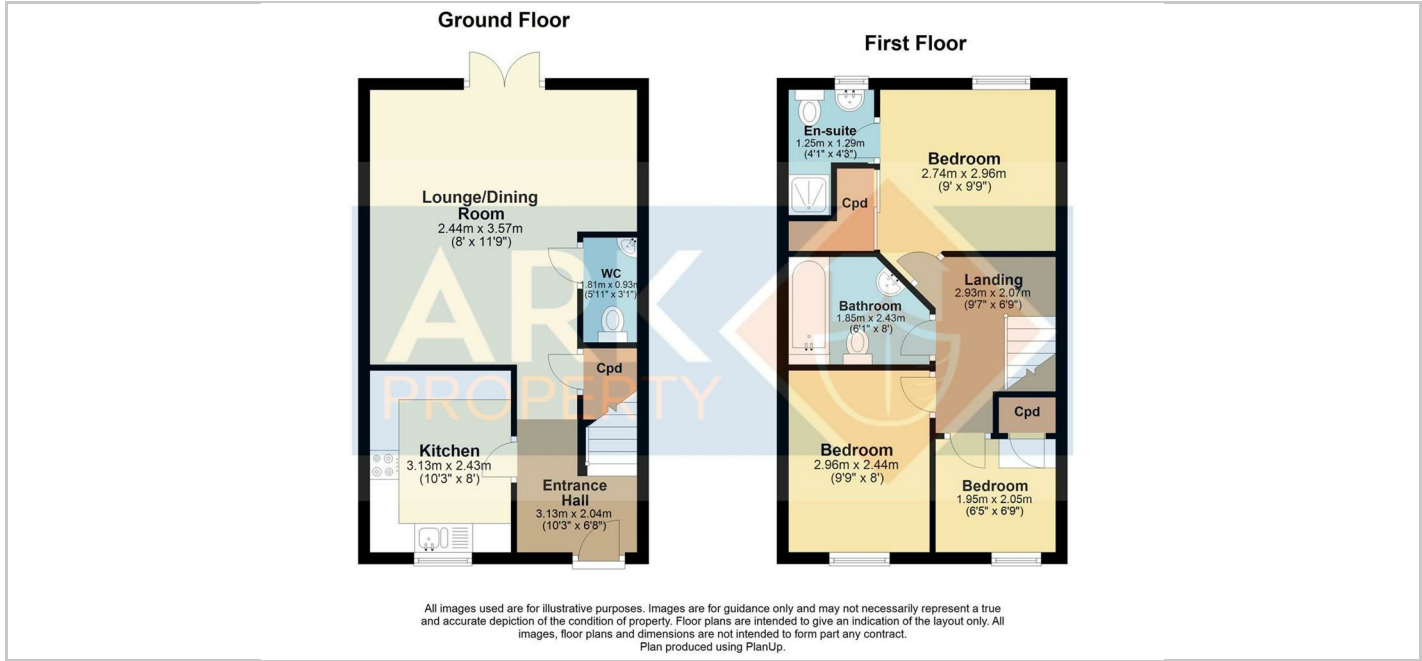 Ground Floor
Lounge/Dining
Room
2.44m x 3.57m
(8' x 11'9")
WC
1.81m x 0.93m
(5'11" x 3'1")
Cpd
Kitchen
3.13m x 2.43m
(10'3" x 8')
Entrance
Hall
3.13m x 2.04m
(10'3" x 6'8")
First Floor
En-suite
1.25m x 1.29m
(4'1" x 4'3")
Bedroom
2.74m x 2.96m
(9' x 9'9")
Cpd
Landing
2.93m x 2.07m
(9'7" x 6'9")
Bathroom
1.85m x 2.43m
(6'1" x 8')
Cpd
Bedroom
2.96m x 2.44m
(9'9" x 8')
Bedroom
1.95m x 2.05m
(6'5" x 6'9")
ARK
PROPERTY
All images used are for illustrative purposes. Images are for guidance only and may not necessarily represent a true
and accurate depiction of the condition of property. Floor plans are intended to give an indication of the layout only. All
images, floor plans and dimensions are not intended to form part any contract.
Plan produced using PlanUp.